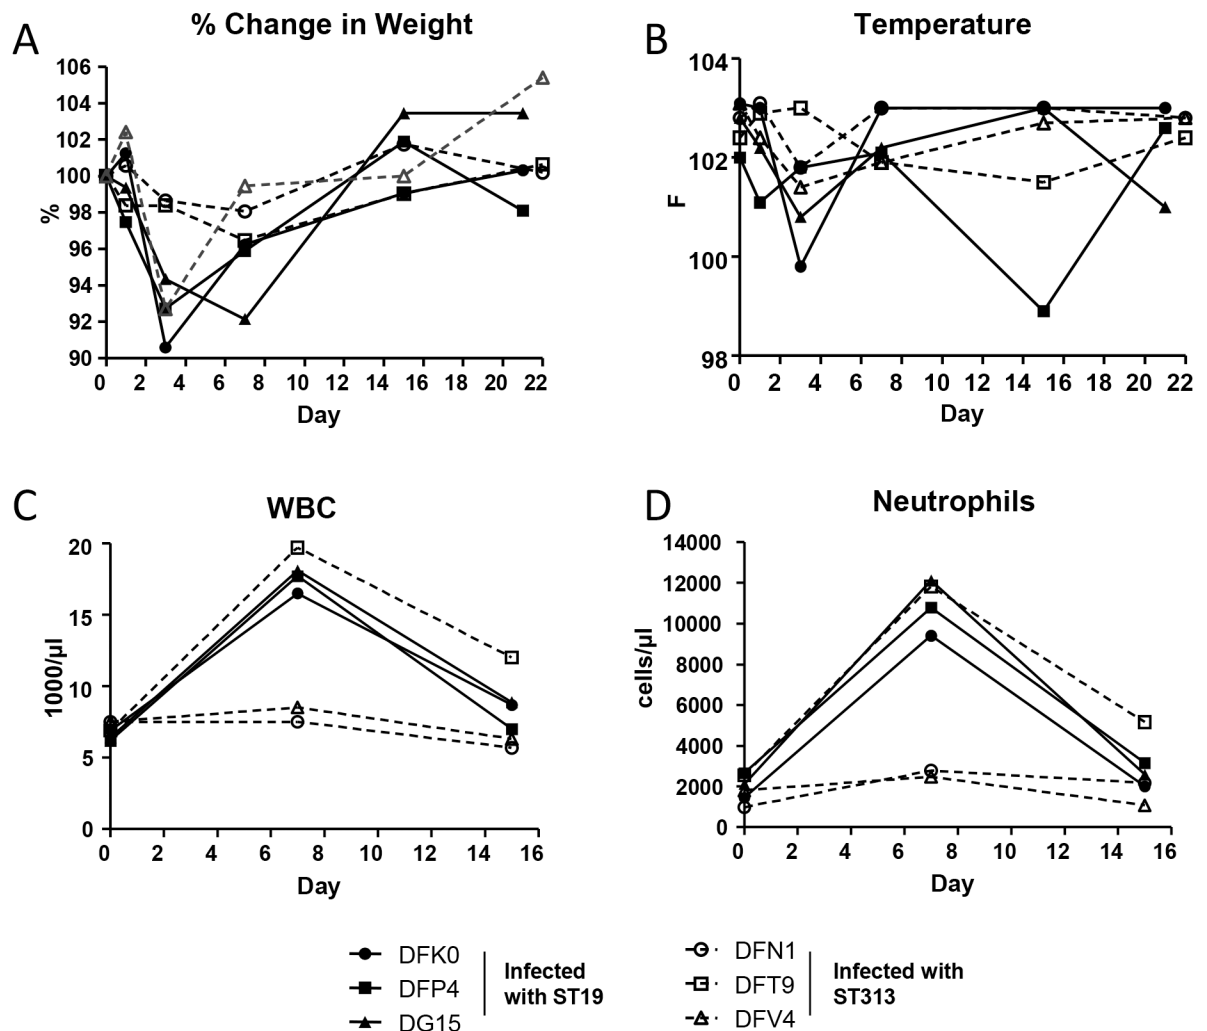 A
% Change in Weight
106
104
102
100
98
96
94
92
90
%
0 2 4 6 8 10 12 14 16 18 20 22
Day
B
Temperature
104
102
100
98
F
0 2 4 6 8 10 12 14 16 18 20 22
Day
C
WBC
20
15
10
5
0
1000/µl
0 2 4 6 8 10 12 14 16
Day
D
Neutrophils
14000
12000
10000
8000
6000
4000
2000
0
cells/µl
0 2 4 6 8 10 12 14 16
Day
DFK0
DFP4
DG15
Infected
with ST19
DFN1
DFT9
DFV4
Infected with
ST313